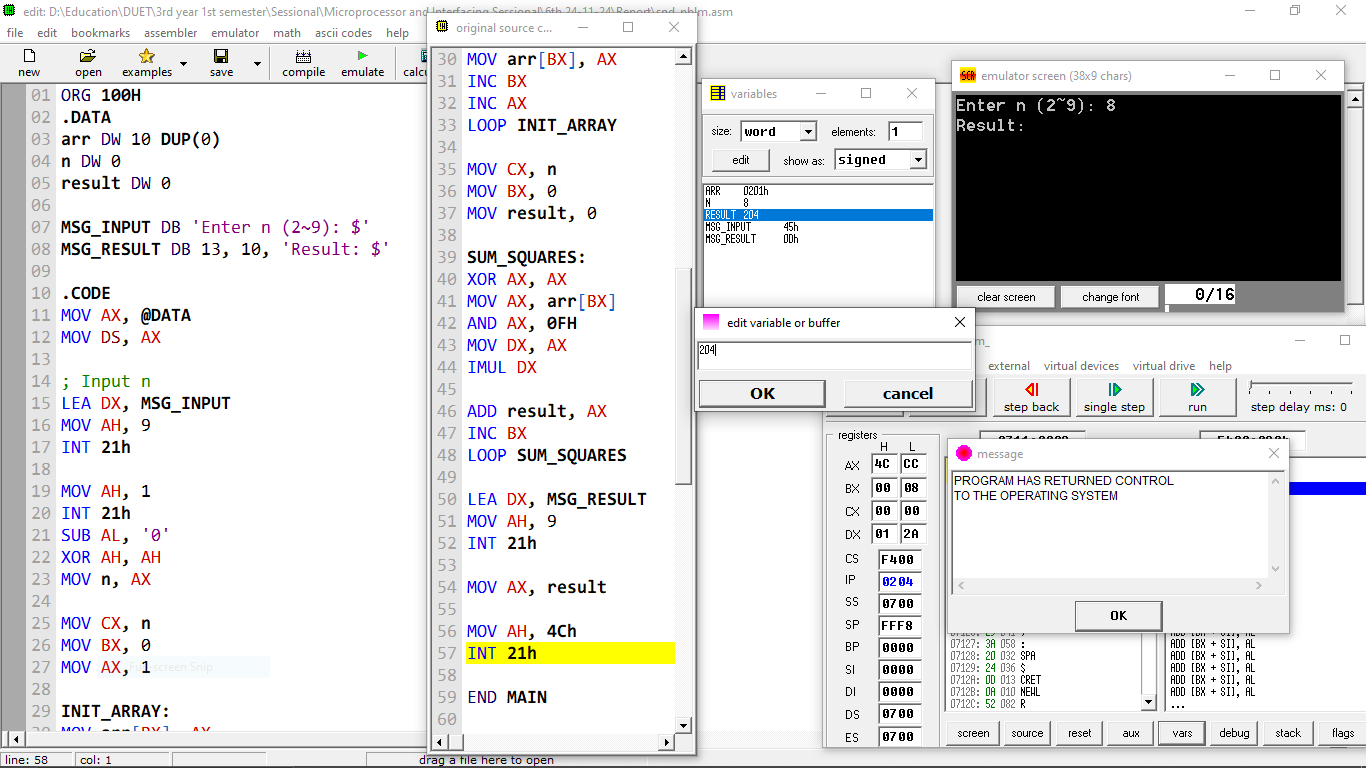 edit: D:\Education\DUET\3rd year 1st semester\Sessional\Microprocessor and Interfacing Sessional\6th 24-11-24\Report\snd_pblm.asm
file edit bookmarks assembler emulator math ascii codes help
new open examples save compile emulate
01 ORG 100H
02 .DATA
03 arr DW 10 DUP(0)
04 n DW 0
05 result DW 0
06
07 MSG_INPUT DB 'Enter n (2~9): $'
08 MSG_RESULT DB 13, 10, 'Result: $'
09
10 .CODE
11 MOV AX, @DATA
12 MOV DS, AX
13
14 ; Input n
15 LEA DX, MSG_INPUT
16 MOV AH, 9
17 INT 21h
18
19 MOV AH, 1
20 INT 21h
21 SUB AL, '0'
22 XOR AH, AH
23 MOV n, AX
24
25 MOV CX, n
26 MOV BX, 0
27 MOV AX, 1
28
29 INIT_ARRAY:
line: 58 col: 1 drag a file here to open
original source c...
30 MOV arr[BX], AX
31 INC BX
32 INC AX
33 LOOP INIT_ARRAY
34
35 MOV CX, n
36 MOV BX, 0
37 MOV result, 0
38
39 SUM_SQUARES:
40 XOR AX, AX
41 MOV AX, arr[BX]
42 AND AX, 0FH
43 MOV DX, AX
44 IMUL DX
45
46 ADD result, AX
47 INC BX
48 LOOP SUM_SQUARES
49
50 LEA DX, MSG_RESULT
51 MOV AH, 9
52 INT 21h
53
54 MOV AX, result
55
56 MOV AH, 4Ch
57 INT 21h
58
59 END MAIN
60
variables
size: word elements: 1
edit show as: signed
ARR 0201h
N 8
RESULT 204
MSG_INPUT 45h
MSG_RESULT 0Dh
emulator screen (38x9 chars)
Enter n (2~9): 8
Result:
clear screen change font 0/16
edit variable or buffer
204
OK cancel
external virtual devices virtual drive help
step back single step run step delay ms: 0
registers
H L
AX 4C CC
BX 00 08
CX 00 00
DX 01 2A
CS F400
IP 0204
SS 0700
SP FFF8
BP 0000
SI 0000
DI 0000
DS 0700
ES 0700
message
PROGRAM HAS RETURNED CONTROL
TO THE OPERATING SYSTEM
OK
07127: 3A 058 :
07128: 20 032 SPA
07129: 24 036 $
0712A: 0D 013 CRET
0712B: 0A 010 NEWL
0712C: 52 082 R
ADD [BX + SI], AL
ADD [BX + SI], AL
ADD [BX + SI], AL
ADD [BX + SI], AL
ADD [BX + SI], AL
...
screen source reset aux vars debug stack flags